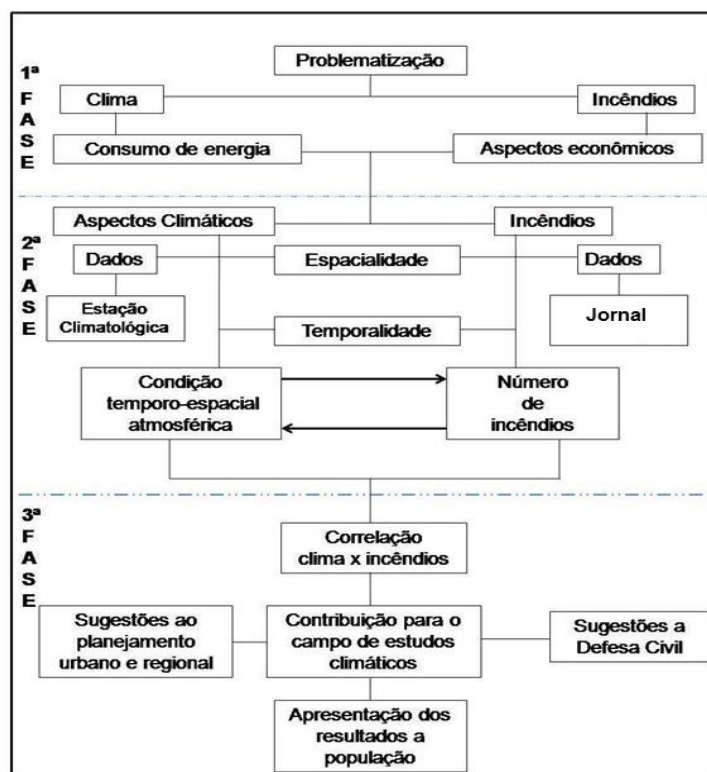 1ª
FASE
Problematização
Clima
Incêndios
Consumo de energia
Aspectos econômicos
2ª
FASE
Aspectos Climáticos
Incêndios
Dados
Espacialidade
Dados
Estação
Climatológica
Jornal
Temporalidade
Condição
temporo-espacial
atmosférica
Número
de
incêndios
3ª
FASE
Correlação
clima x incêndios
Sugestões ao
planejamento
urbano e regional
Contribuição para o
campo de estudos
climáticos
Sugestões a
Defesa Civil
Apresentação dos
resultados a
população